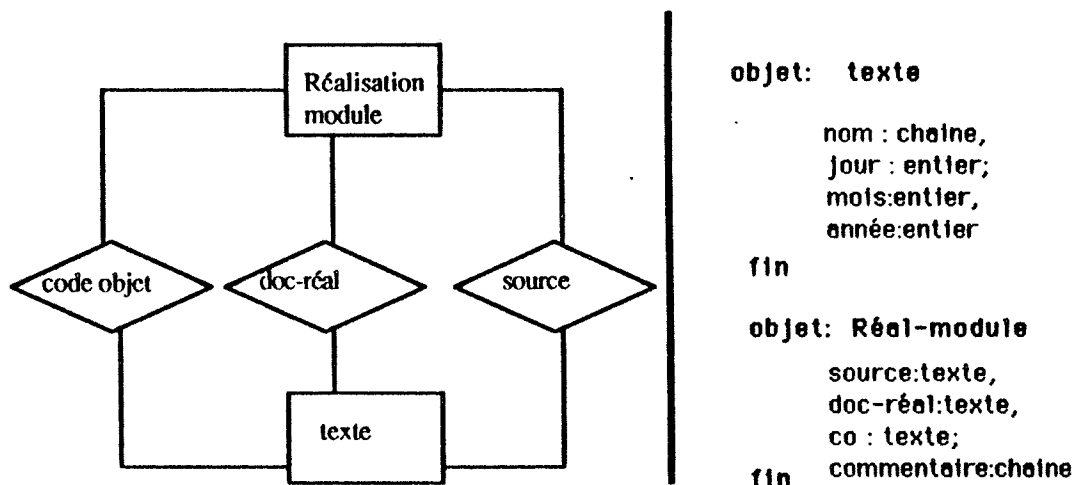 Réalisation
module
code objet
doc-réal
source
texte
objet: texte
nom : chaine,
jour : entier;
mois:entier,
année:entier
fin
objet: Réal-module
source:texte,
doc-réal:texte,
co : texte;
commentaire:chaine
fin